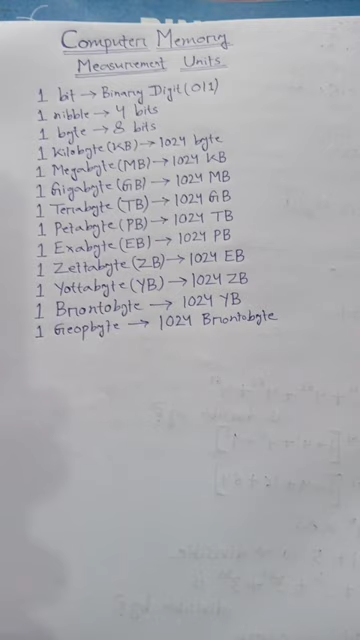 Computer Memory
Measurement Units
1 bit → Binary Digit (0/1)
1 nibble → 4 bits
1 byte → 8 bits
1 Kilobyte (KB) → 1024 byte
1 Megabyte (MB) → 1024 KB
1 Gigabyte (GB) → 1024 MB
1 Terrabyte (TB) → 1024 GB
1 Petabyte (PB) → 1024 TB
1 Exabyte (EB) → 1024 PB
1 Zettabyte (ZB) → 1024 EB
1 Yottabyte (YB) → 1024 ZB
1 Brontobyte → 1024 YB
1 Geopbyte → 1024 Brontobyte